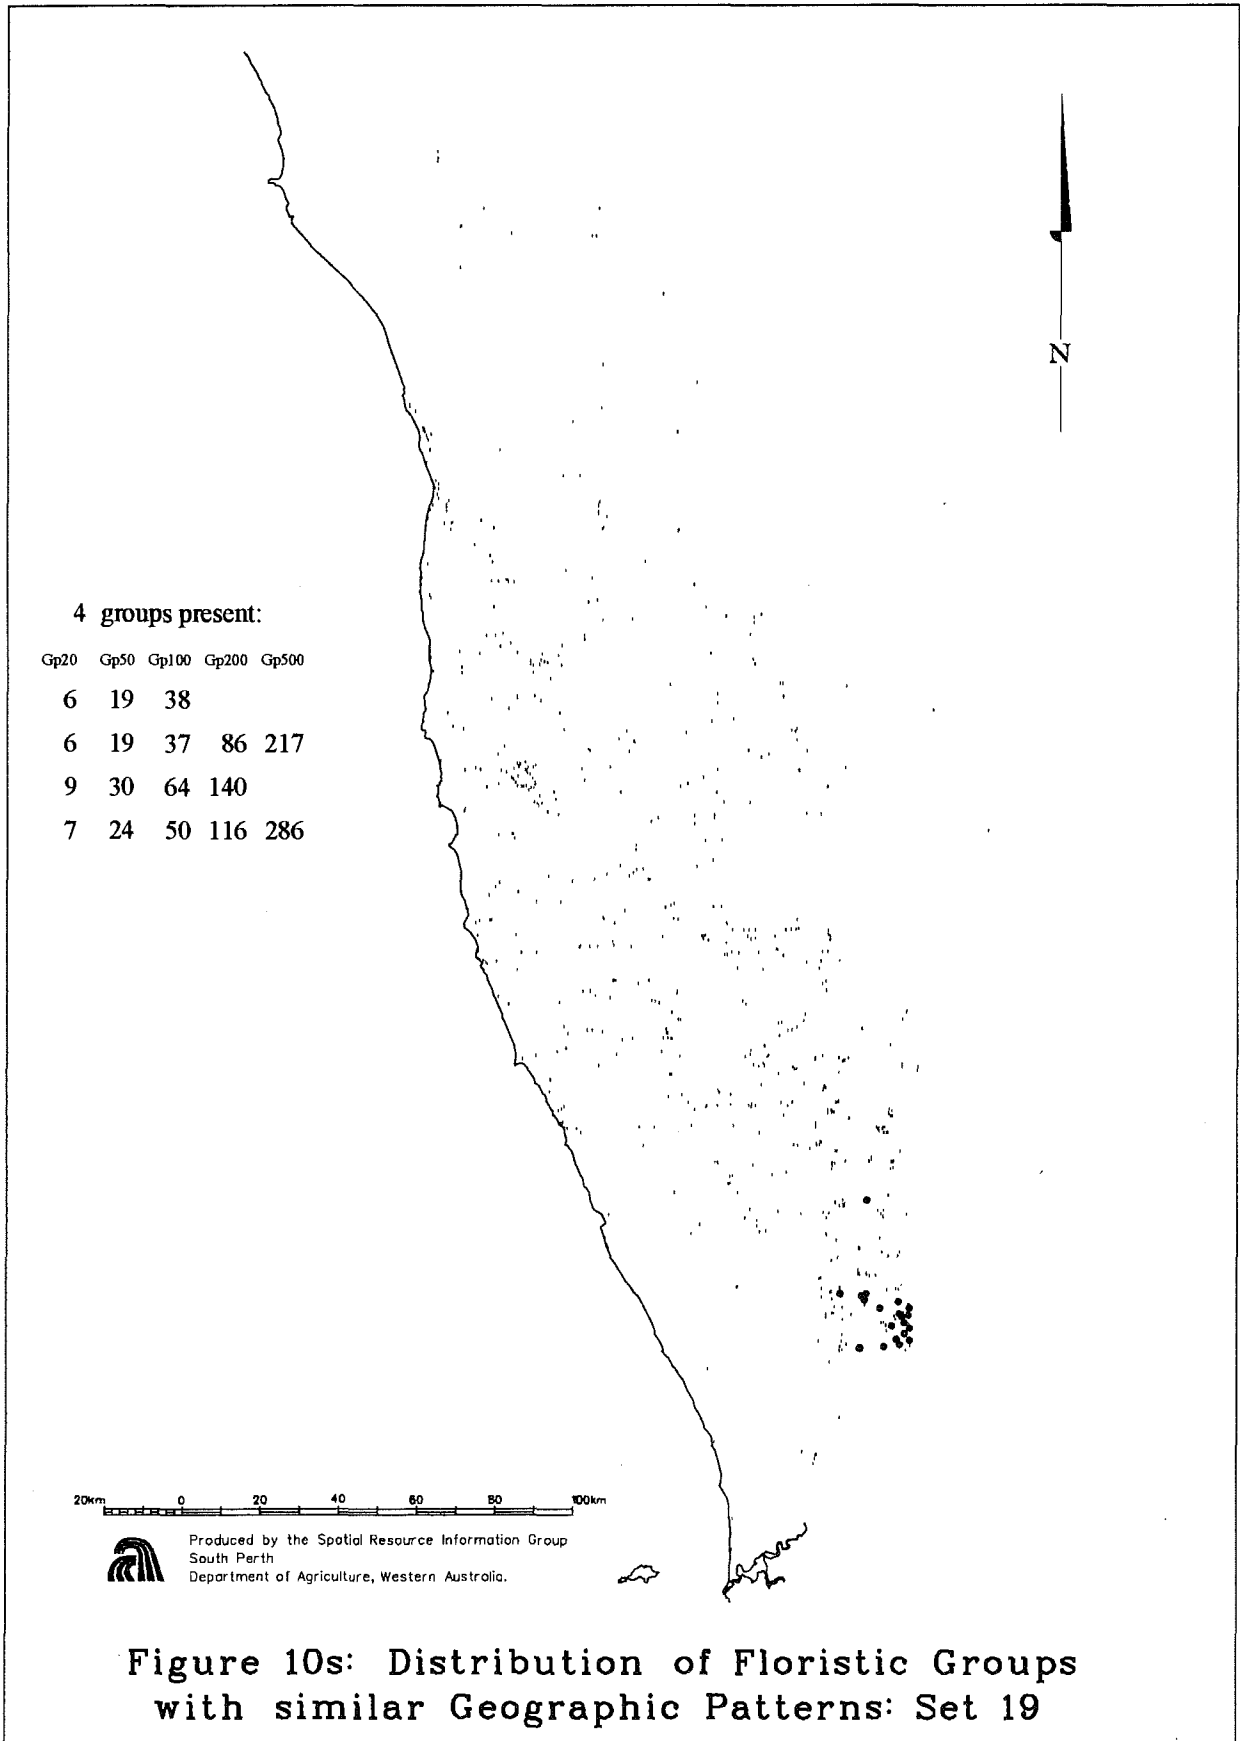 N
4 groups present:
Gp20 Gp50 Gp100 Gp200 Gp500
6 19 38
6 19 37 86 217
9 30 64 140
7 24 50 116 286
20km 0 20 40 60 80 100km
Produced by the Spatial Resource Information Group
South Perth
Department of Agriculture, Western Australia.
Figure 10s: Distribution of Floristic Groups
with similar Geographic Patterns: Set 19